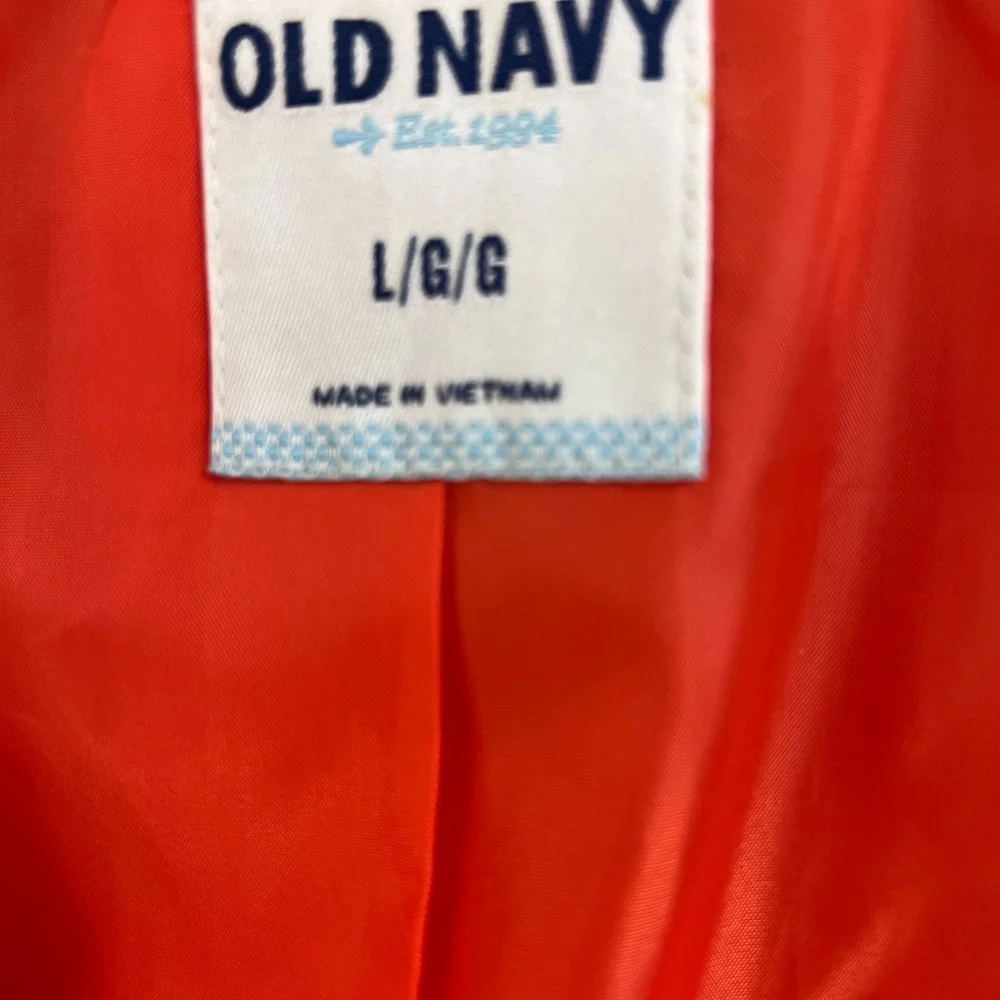 OLD NAVY
Est. 1994
L/G/G
MADE IN VIETNAM